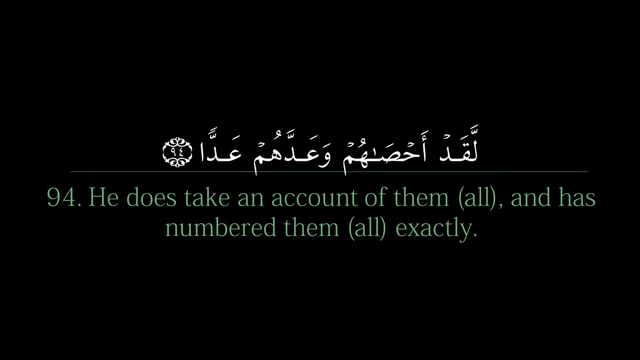 لَّقَدْ أَحْصَىٰهُمْ وَعَدَّهُمْ عَدًّا ٩٤
94. He does take an account of them (all), and has
numbered them (all) exactly.